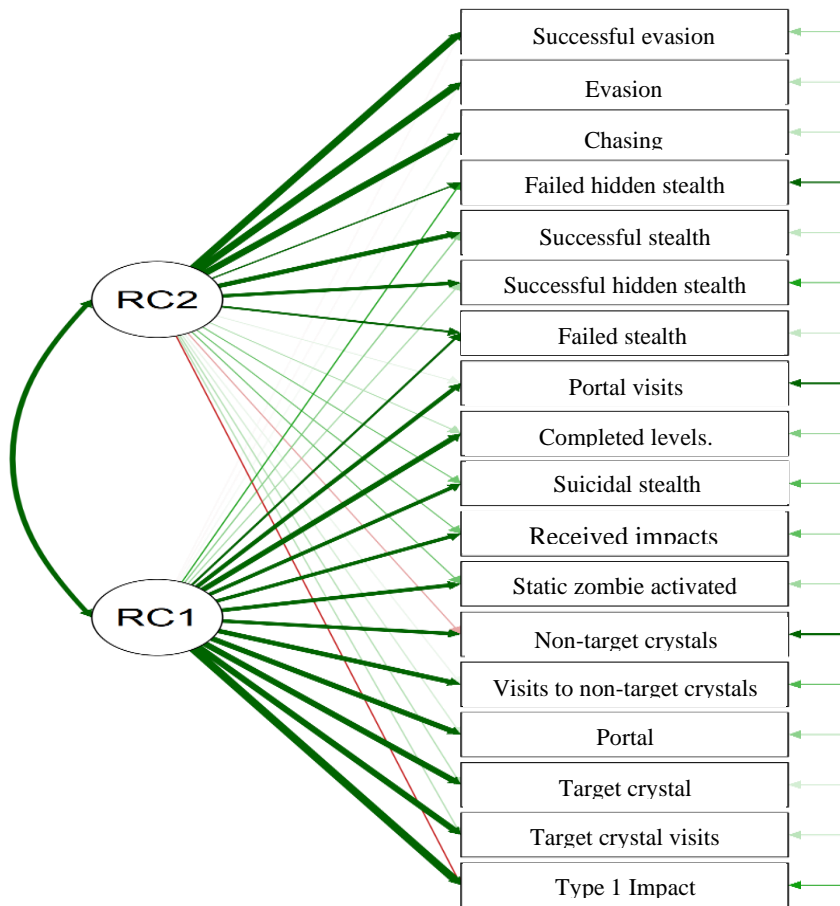 Successful evasion
Evasion
Chasing
Failed hidden stealth
Successful stealth
RC2
Successful hidden stealth
Failed stealth
Portal visits
Completed levels.
Suicidal stealth
Received impacts
Static zombie activated
RC1
Non-target crystals
Visits to non-target crystals
Portal
Target crystal
Target crystal visits
Type 1 Impact